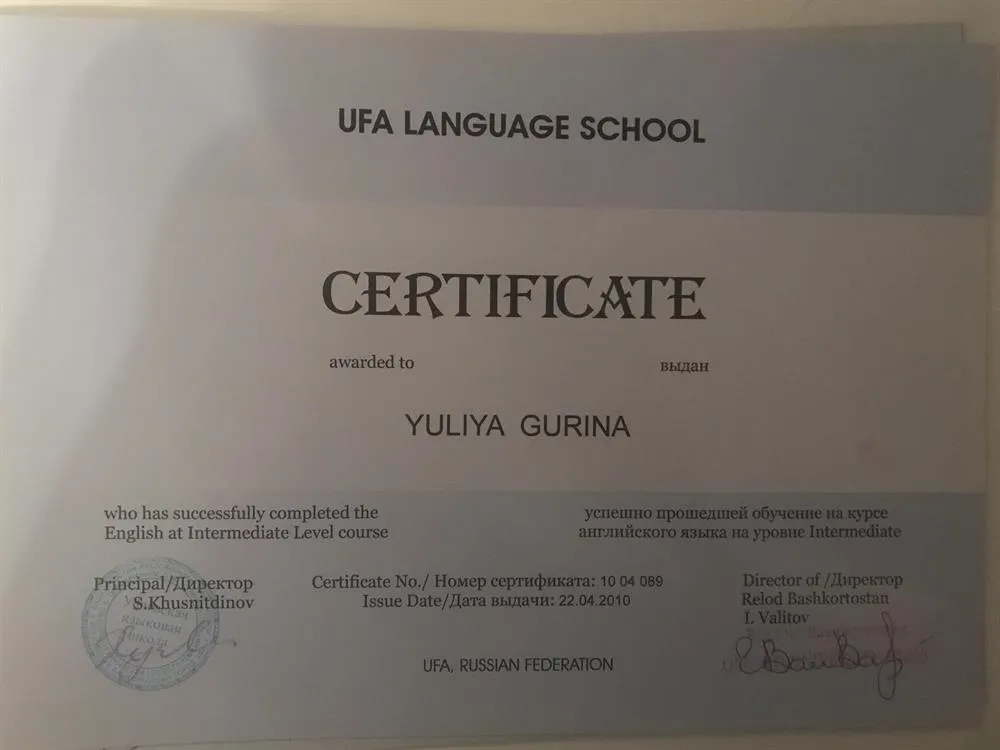 UFA LANGUAGE SCHOOL
CERTIFICATE
awarded to
выдан
YULIYA GURINA
who has successfully completed the
English at Intermediate Level course
успешно прошедшей обучение на курсе
английского языка на уровне Intermediate
Principal/Директор
S.Khusnitdinov
языковая
школа
Certificate No./ Номер сертификата: 10 04 089
Issue Date/Дата выдачи: 22.04.2010
Director of /Директор
Relod Bashkortostan
I. Valitov
UFA, RUSSIAN FEDERATION